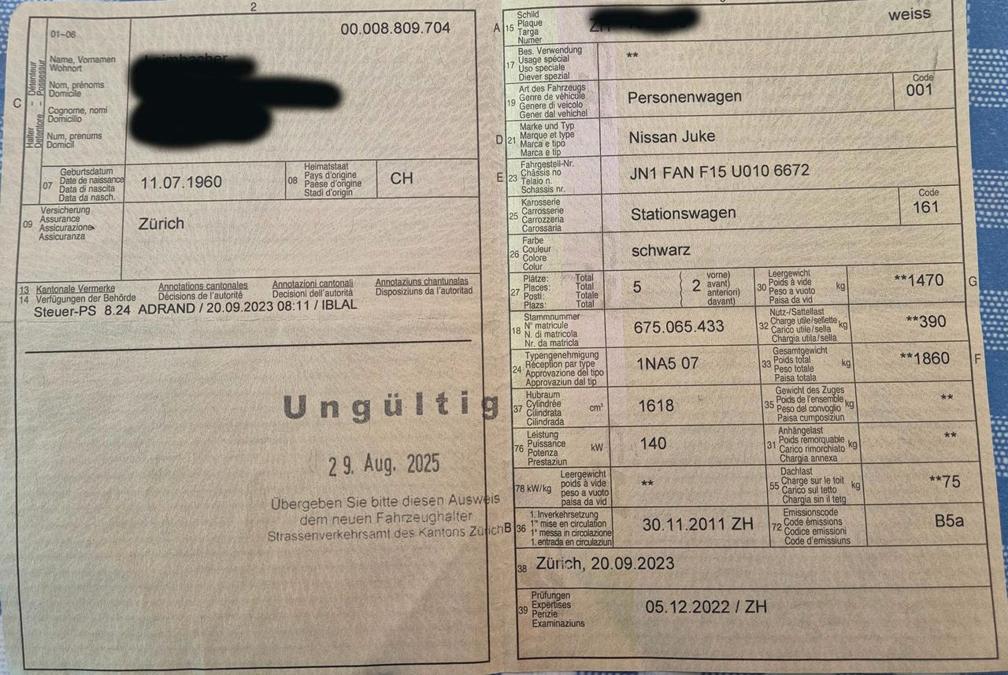 2
01-06
00.008.809.704
C
Halter Détenteur
Detentore Possessur
Name, Vornamen
Wohnort
Nom, prénoms
Domicile
Cognome, nomi
Domicilio
Num, prenums
Domicil
07
Geburtsdatum
Date de naissance
Data di nascita
Data da nasch.
11.07.1960
08
Heimatstaat
Pays d'origine
Paese d'origine
Stadi d'origin
CH
09
Versicherung
Assurance
Assicurazione
Assicuranza
Zürich
13 Kantonale Vermerke Annotations cantonales Annotazioni cantonali Annotaziuns chantunalas
14 Verfügungen der Behörde Décisions de l'autorité Decisioni dell'autorità Disposiziuns da l'autoritad
Steuer-PS 8.24 ADRAND / 20.09.2023 08:11 / IBLAL
Ungültig
29. Aug. 2025
Übergeben Sie bitte diesen Ausweis
dem neuen Fahrzeughalter
Strassenverkehrsamt des Kantons Zürich
A 15
Schild
Plaque
Targa
Numer
ZH
weiss
17
Bes. Verwendung
Usage spécial
Uso speciale
Diever spezial
**
19
Art des Fahrzeugs
Genre de véhicule
Genere di veicolo
Gener dal vehichel
Personenwagen
Code
001
D 21
Marke und Typ
Marque et type
Marca e tipo
Marca e tip
Nissan Juke
E 23
Fahrgestell-Nr.
Châssis no
Telaio n.
Schassis nr.
JN1 FAN F15 U010 6672
25
Karosserie
Carrosserie
Carrozzeria
Carossaria
Stationswagen
Code
161
26
Farbe
Couleur
Colore
Colur
schwarz
27
Plätze: Total
Places: Total
Posti: Totale
Plazs: Total
5
( 2 vorne)
avant)
anteriori)
davant)
30
Leergewicht
Poids à vide
Peso a vuoto
Paisa da vid
kg
**1470
G
18
Stammnummer
N° matricule
N. di matricola
Nr. da matricla
675.065.433
32
Nutz-/Sattellast
Charge utile/sellette
Carico utile/sella
Chargia utila/sella
kg
**390
24
Typengenehmigung
Réception par type
Approvazione del tipo
Approvaziun dal tip
1NA5 07
33
Gesamtgewicht
Poids total
Peso totale
Paisa totala
kg
**1860
F
37
Hubraum
Cylindrée
Cilindrata
Cilindrada
cm³
1618
35
Gewicht des Zuges
Poids de l'ensemble
Peso del convoglio
Paisa cumposiziun
kg
**
76
Leistung
Puissance
Potenza
Prestaziun
kW
140
31
Anhängelast
Poids remorquable
Carico rimorchiato
Chargia annexa
kg
**
78 kW/kg
Leergewicht
poids à vide
peso a vuoto
paisa da vid
**
55
Dachlast
Charge sur le toit
Carico sul tetto
Chargia sin il tetg
kg
**75
B 36
1. Inverkehrsetzung
1re mise en circulation
1a messa in circolazione
1. entrada en circulaziun
30.11.2011 ZH
72
Emissionscode
Code émissions
Codice emissioni
Code d'emissiuns
B5a
38
Zürich, 20.09.2023
39
Prüfungen
Expertises
Perizie
Examinaziuns
05.12.2022 / ZH